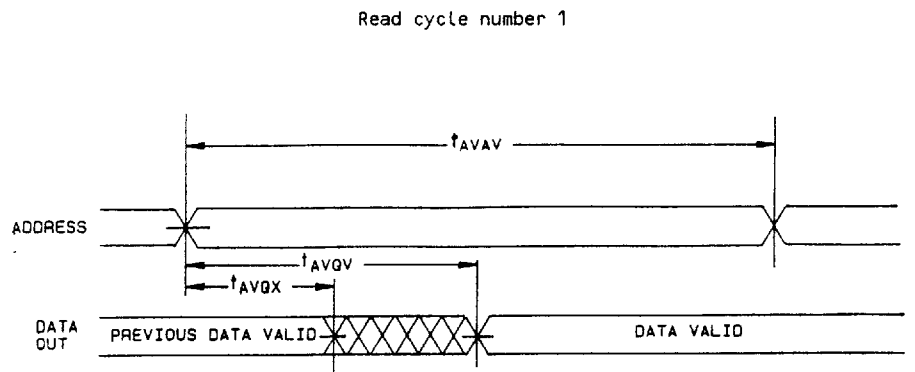 Read cycle number 1
tAVAV
ADDRESS
tAVQV
tAVQX
DATA OUT
PREVIOUS DATA VALID
DATA VALID